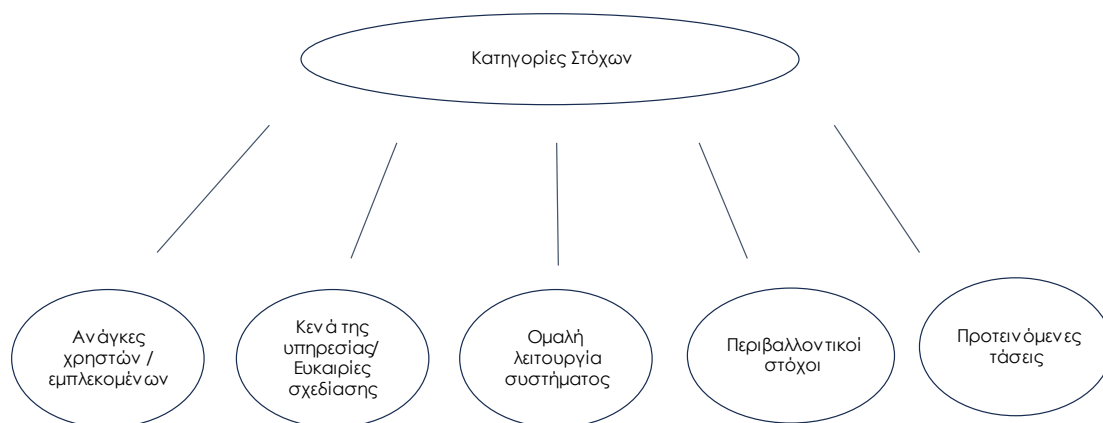 Κατηγορίες Στόχων
Ανάγκες
χρηστών /
εμπλεκομένων
Κενά της
υπηρεσίας/
Ευκαιρίες
σχεδίασης
Ομαλή
λειτουργία
συστήματος
Περιβαλλοντικοί
στόχοι
Προτεινόμενες
τάσεις